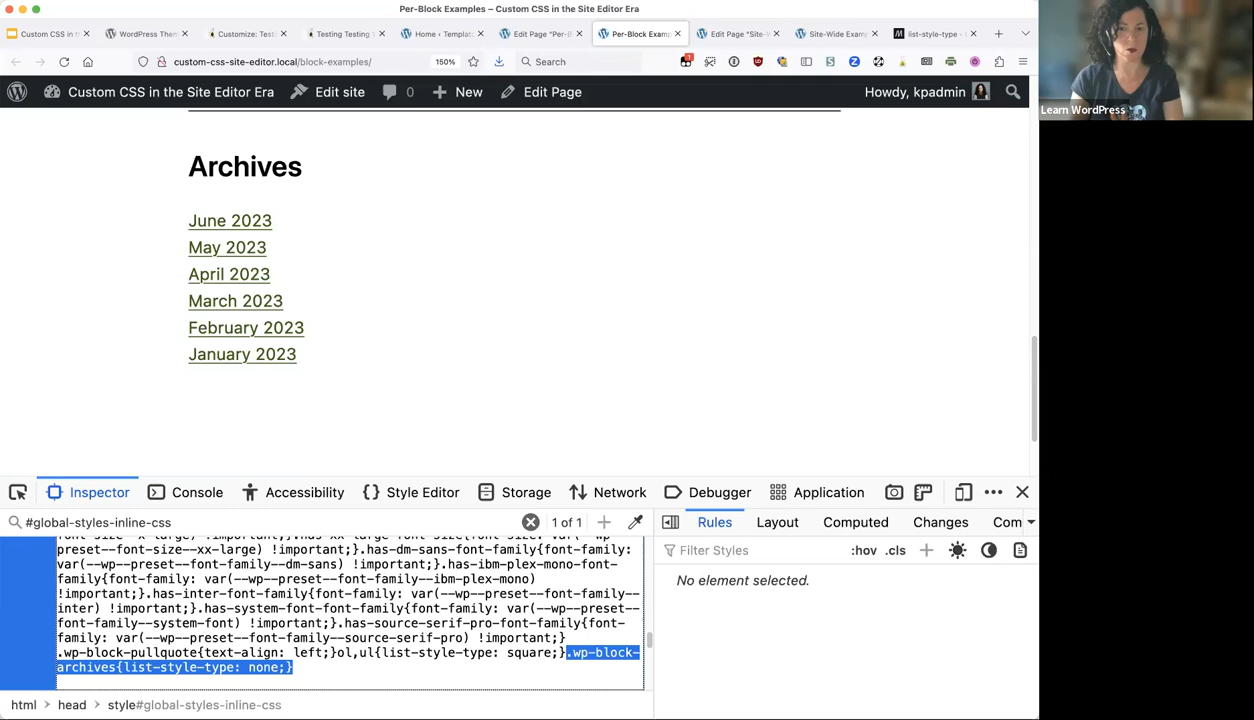 Per-Block Examples – Custom CSS in the Site Editor Era
Custom CSS in t
WordPress Them
Customize: Test
Testing Testing 1
Home ‹ Templat
Edit Page "Per-B
Per-Block Examp
Edit Page "Site-V
Site-Wide Examp
list-style-type -
custom-css-site-editor.local/block-examples/
150%
Search
Custom CSS in the Site Editor Era
Edit site
0
New
Edit Page
Howdy, kpadmin
Learn WordPress
Archives
June 2023
May 2023
April 2023
March 2023
February 2023
January 2023
Inspector
Console
Accessibility
Style Editor
Storage
Network
Debugger
Application
#global-styles-inline-css
1 of 1
Rules
Layout
Computed
Changes
Com
preset--font-size--xx-large) !important;}.has-dm-sans-font-family{font-family:
var(--wp--preset--font-family--dm-sans) !important;}.has-ibm-plex-mono-font-
family{font-family: var(--wp--preset--font-family--ibm-plex-mono)
!important;}.has-inter-font-family{font-family: var(--wp--preset--font-family--
inter) !important;}.has-system-font-font-family{font-family: var(--wp--preset--
font-family--system-font) !important;}.has-source-serif-pro-font-family{font-
family: var(--wp--preset--font-family--source-serif-pro) !important;}
.wp-block-pullquote{text-align: left;}ol,ul{list-style-type: square;}.wp-block-
archives{list-style-type: none;}
Filter Styles
:hov
.cls
No element selected.
html
head
style#global-styles-inline-css